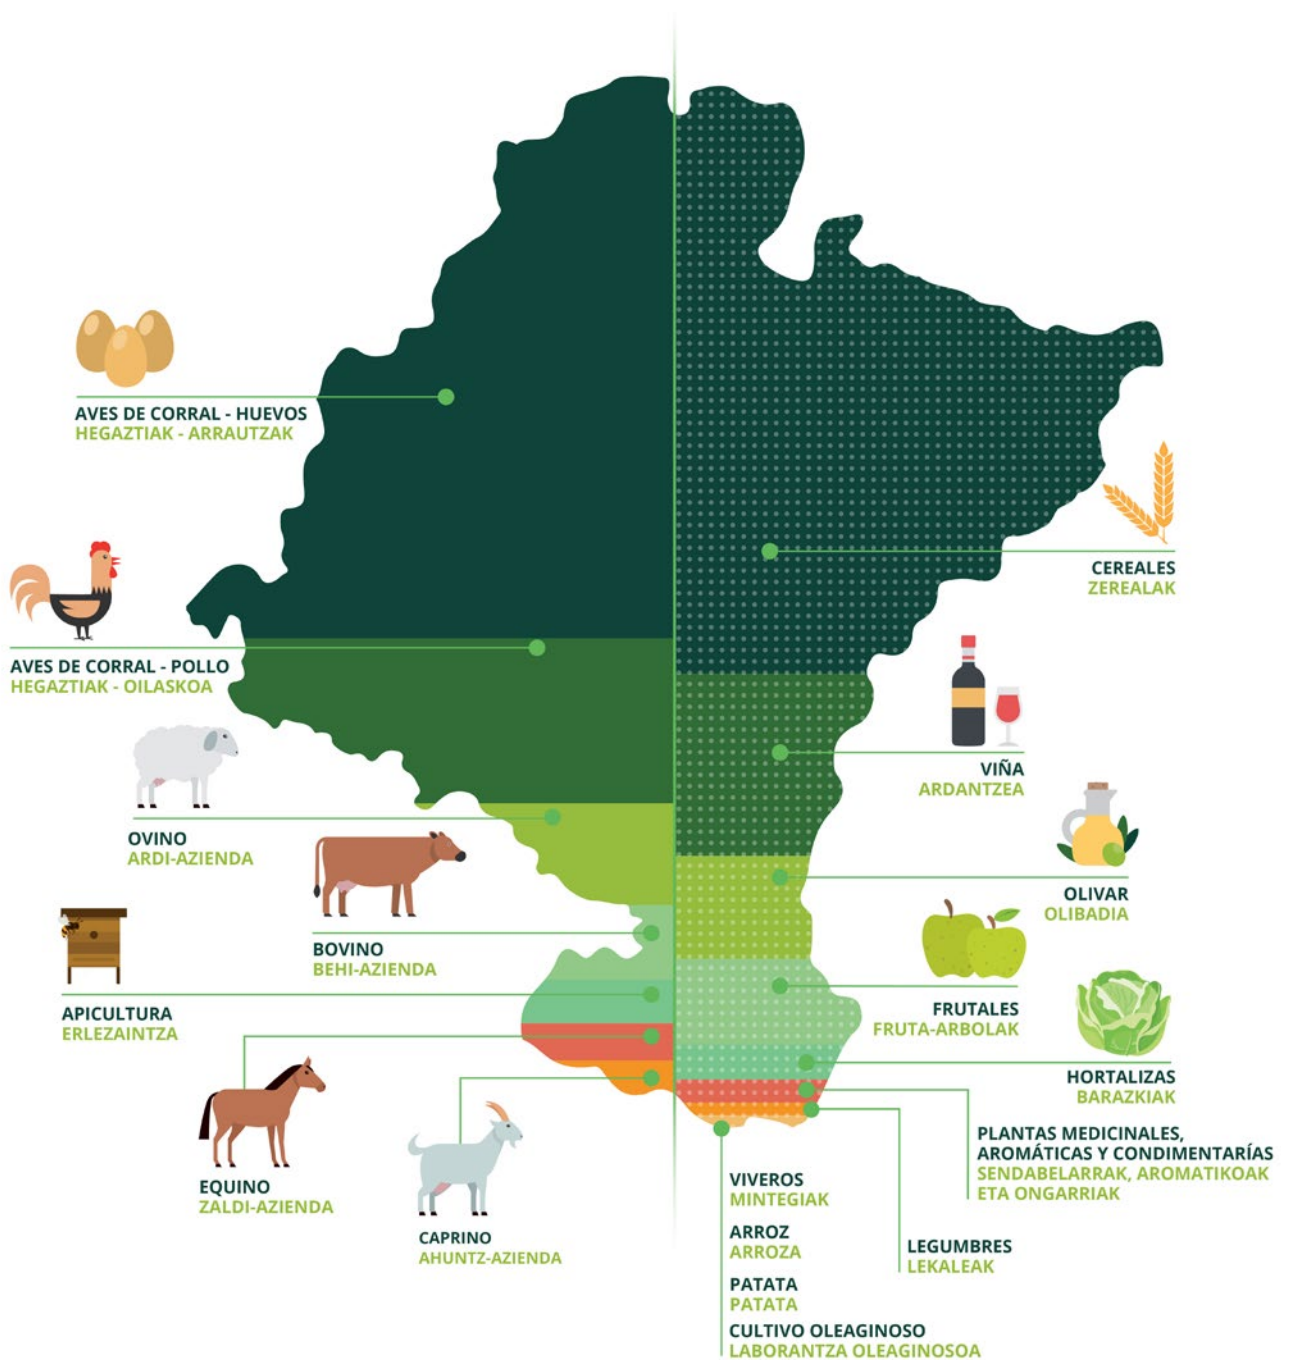 AVES DE CORRAL - HUEVOS
HEGAZTIAK - ARRAUTZAK
AVES DE CORRAL - POLLO
HEGAZTIAK - OILASKOA
OVINO
ARDI-AZIENDA
BOVINO
BEHI-AZIENDA
APICULTURA
ERLEZAINTZA
EQUINO
ZALDI-AZIENDA
CAPRINO
AHUNTZ-AZIENDA
CEREALES
ZEREALAK
VIÑA
ARDANTZEA
OLIVAR
OLIBADIA
FRUTALES
FRUTA-ARBOLAK
HORTALIZAS
BARAZKIAK
PLANTAS MEDICINALES,
AROMÁTICAS Y CONDIMENTARÍAS
SENDABELARRAK, AROMATIKOAK
ETA ONGARRIAK
LEGUMBRES
LEKALEAK
VIVEROS
MINTEGIAK
ARROZ
ARROZA
PATATA
PATATA
CULTIVO OLEAGINOSO
LABORANTZA OLEAGINOSOA